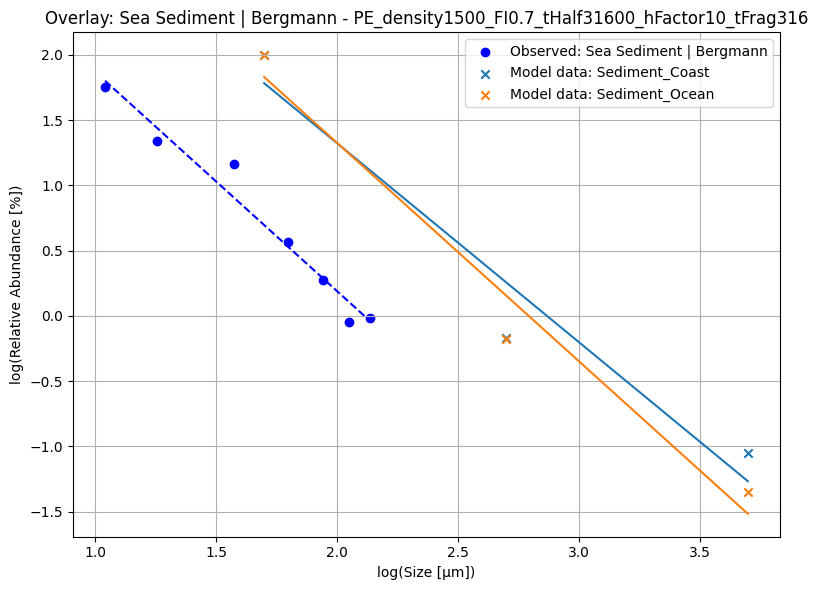 Overlay: Sea Sediment | Bergmann - PE_density1500_FI0.7_tHalf31600_hFactor10_tFrag316
Observed: Sea Sediment | Bergmann
Model data: Sediment_Coast
Model data: Sediment_Ocean
log(Relative Abundance [%])
2.0
1.5
1.0
0.5
0.0
−0.5
−1.0
−1.5
1.0 1.5 2.0 2.5 3.0 3.5
log(Size [µm])